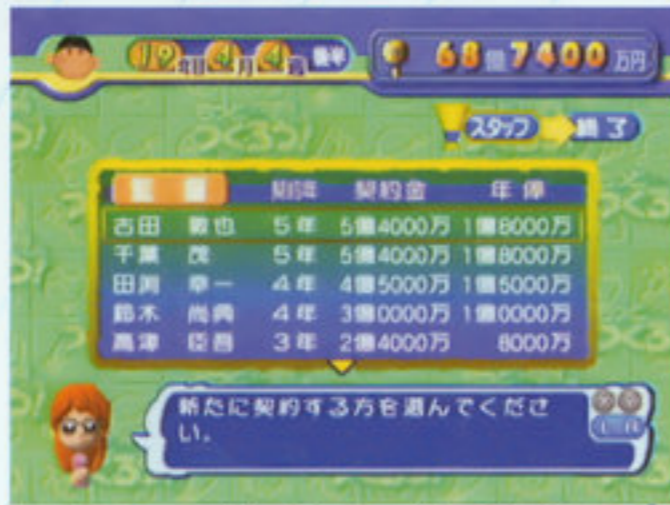 19年目4月4週 後半
68億7400万円
スタッフ 終了
契約金 年俸
古田 敦也 5年 5億4000万 1億8000万
千葉 茂 5年 5億4000万 1億8000万
田淵 幸一 4年 4億5000万 1億5000万
鈴木 尚典 4年 3億0000万 1億0000万
高津 臣吾 3年 2億4000万 8000万
新たに契約する方を選んでくださ
い。